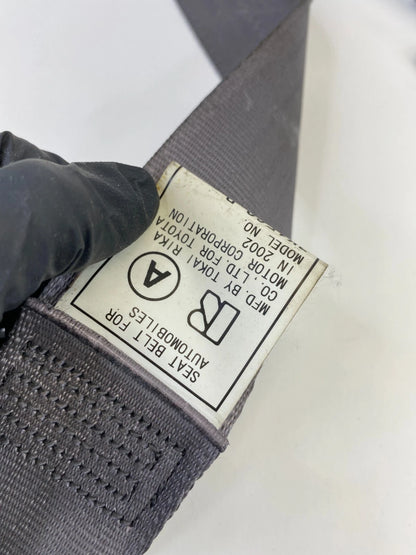 SEAT BELT FOR
AUTOMOBILES
R
A
MFD. BY TOKAI RIKA
CO., LTD. FOR TOYOTA
MOTOR CORPORATION
IN 2002
MODEL NO